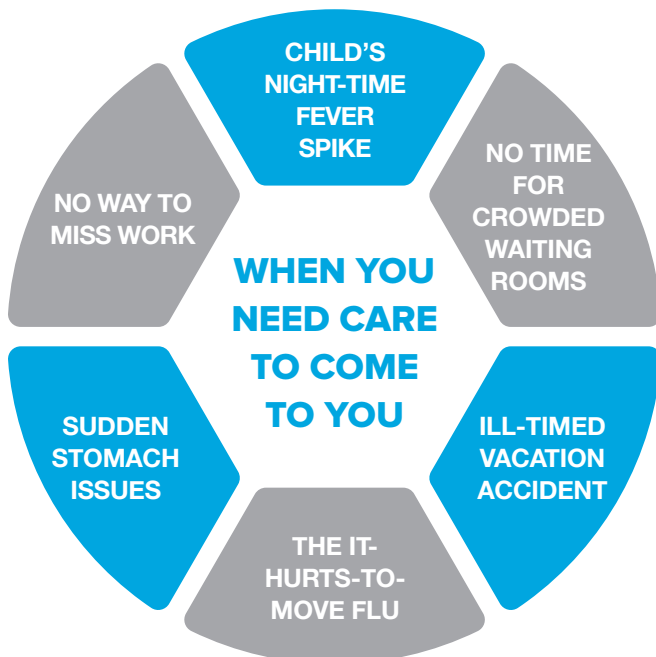 CHILD'S
NIGHT-TIME
FEVER
SPIKE
NO TIME
FOR
CROWDED
WAITING
ROOMS
NO WAY TO
MISS WORK
WHEN YOU
NEED CARE
TO COME
TO YOU
SUDDEN
STOMACH
ISSUES
ILL-TIMED
VACATION
ACCIDENT
THE IT-
HURTS-TO-
MOVE FLU